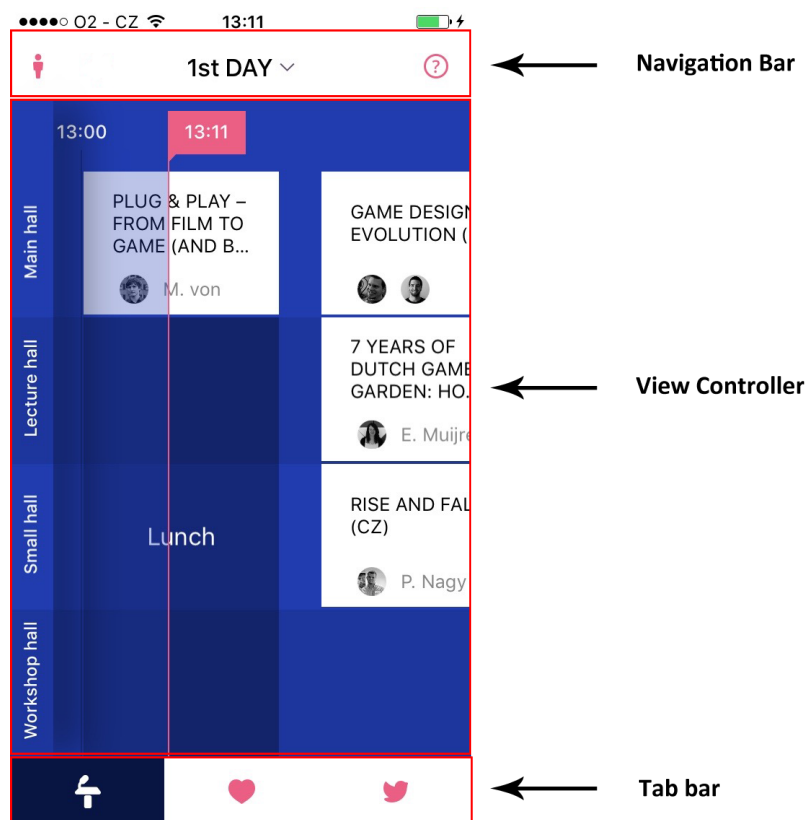 O2 - CZ 13:11
1st DAY
?
Navigation Bar
13:00
13:11
Main hall
PLUG & PLAY –
FROM FILM TO
GAME (AND B...
M. von
GAME DESIGN
EVOLUTION (
Lecture hall
7 YEARS OF
DUTCH GAME
GARDEN: HO.
E. Muijre
View Controller
Small hall
Lunch
RISE AND FAL
(CZ)
P. Nagy
Workshop hall
Tab bar